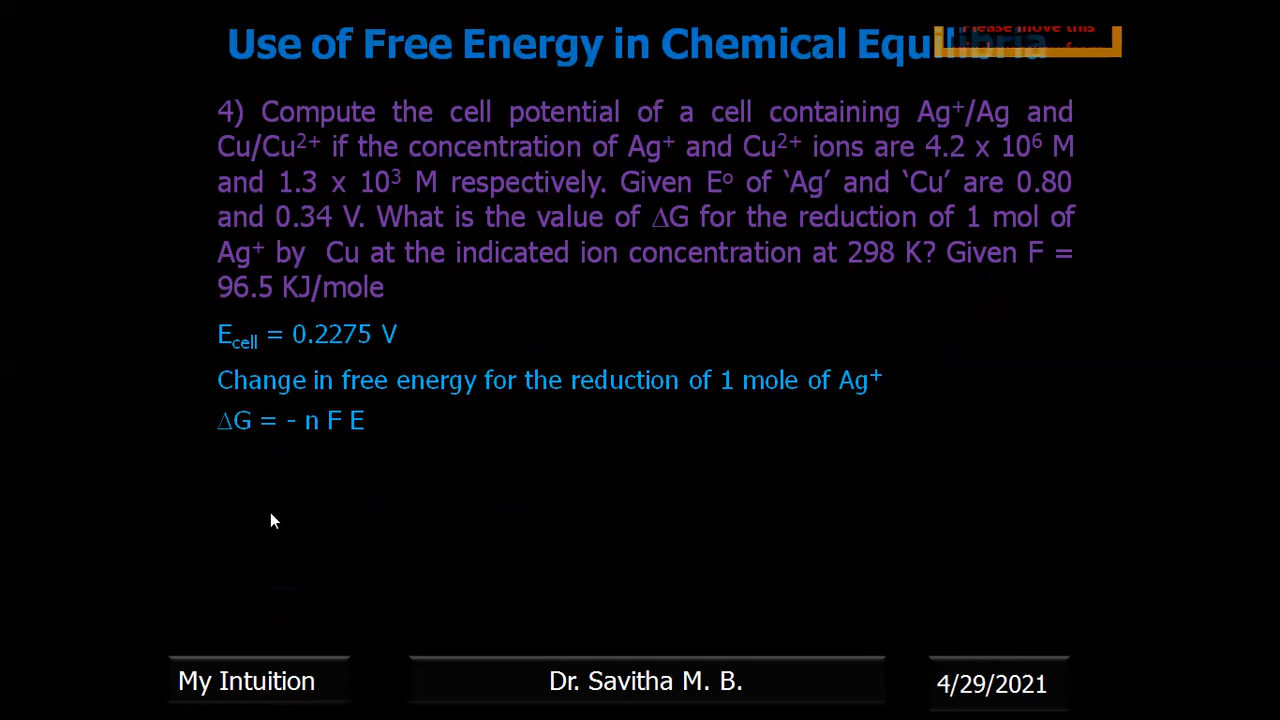 Use of Free Energy in Chemical Equilibria
Please move this
4) Compute the cell potential of a cell containing Ag⁺/Ag and
Cu/Cu²⁺ if the concentration of Ag⁺ and Cu²⁺ ions are 4.2 x 10⁶ M
and 1.3 x 10³ M respectively. Given Eᵒ of ‘Ag’ and ‘Cu’ are 0.80
and 0.34 V. What is the value of ∆G for the reduction of 1 mol of
Ag⁺ by Cu at the indicated ion concentration at 298 K? Given F =
96.5 KJ/mole
E_cell = 0.2275 V
Change in free energy for the reduction of 1 mole of Ag⁺
∆G = - n F E
My Intuition
Dr. Savitha M. B.
4/29/2021